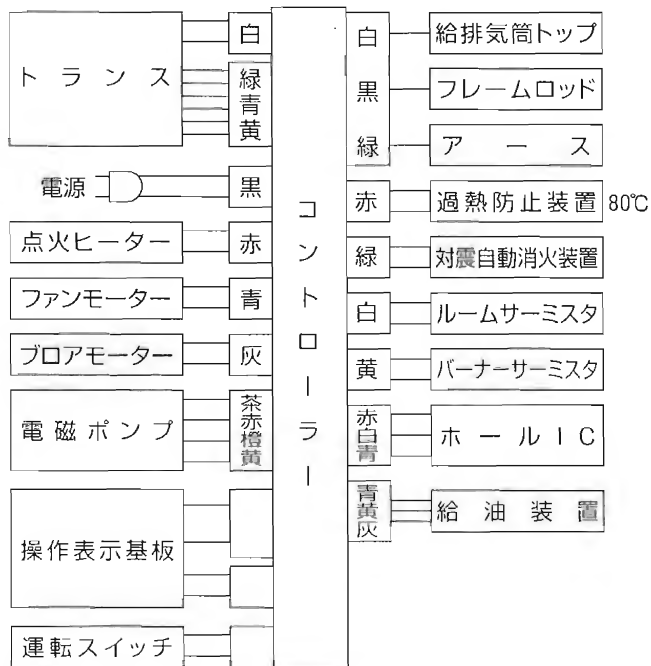 トランス
白
緑
青
黄
電源
黒
点火ヒーター
赤
ファンモーター
青
ブロアモーター
灰
電磁ポンプ
茶
赤
橙
黄
操作表示基板
運転スイッチ
コントローラー
白
給排気筒トップ
黒
フレームロッド
緑
アース
赤
過熱防止装置 80℃
緑
対震自動消火装置
白
ルームサーミスタ
黄
バーナーサーミスタ
赤
白
青
ホールIC
青
黄
灰
給油装置